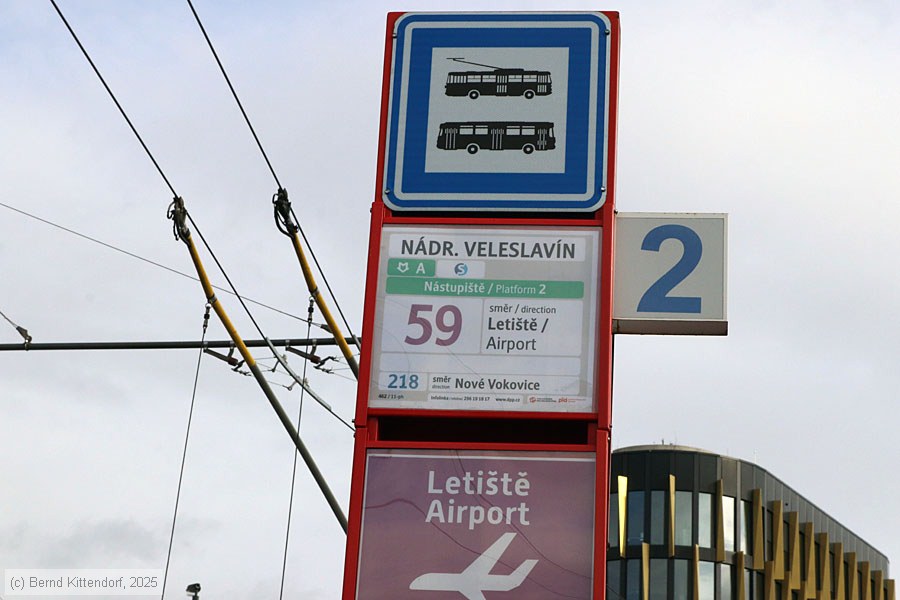 NÁDR. VELESLAVÍN
A S
Nástupiště / Platform 2
59
směr / direction
Letiště /
Airport
218
směr
direction
Nové Vokovice
2
Letiště
Airport
(c) Bernd Kittendorf, 2025